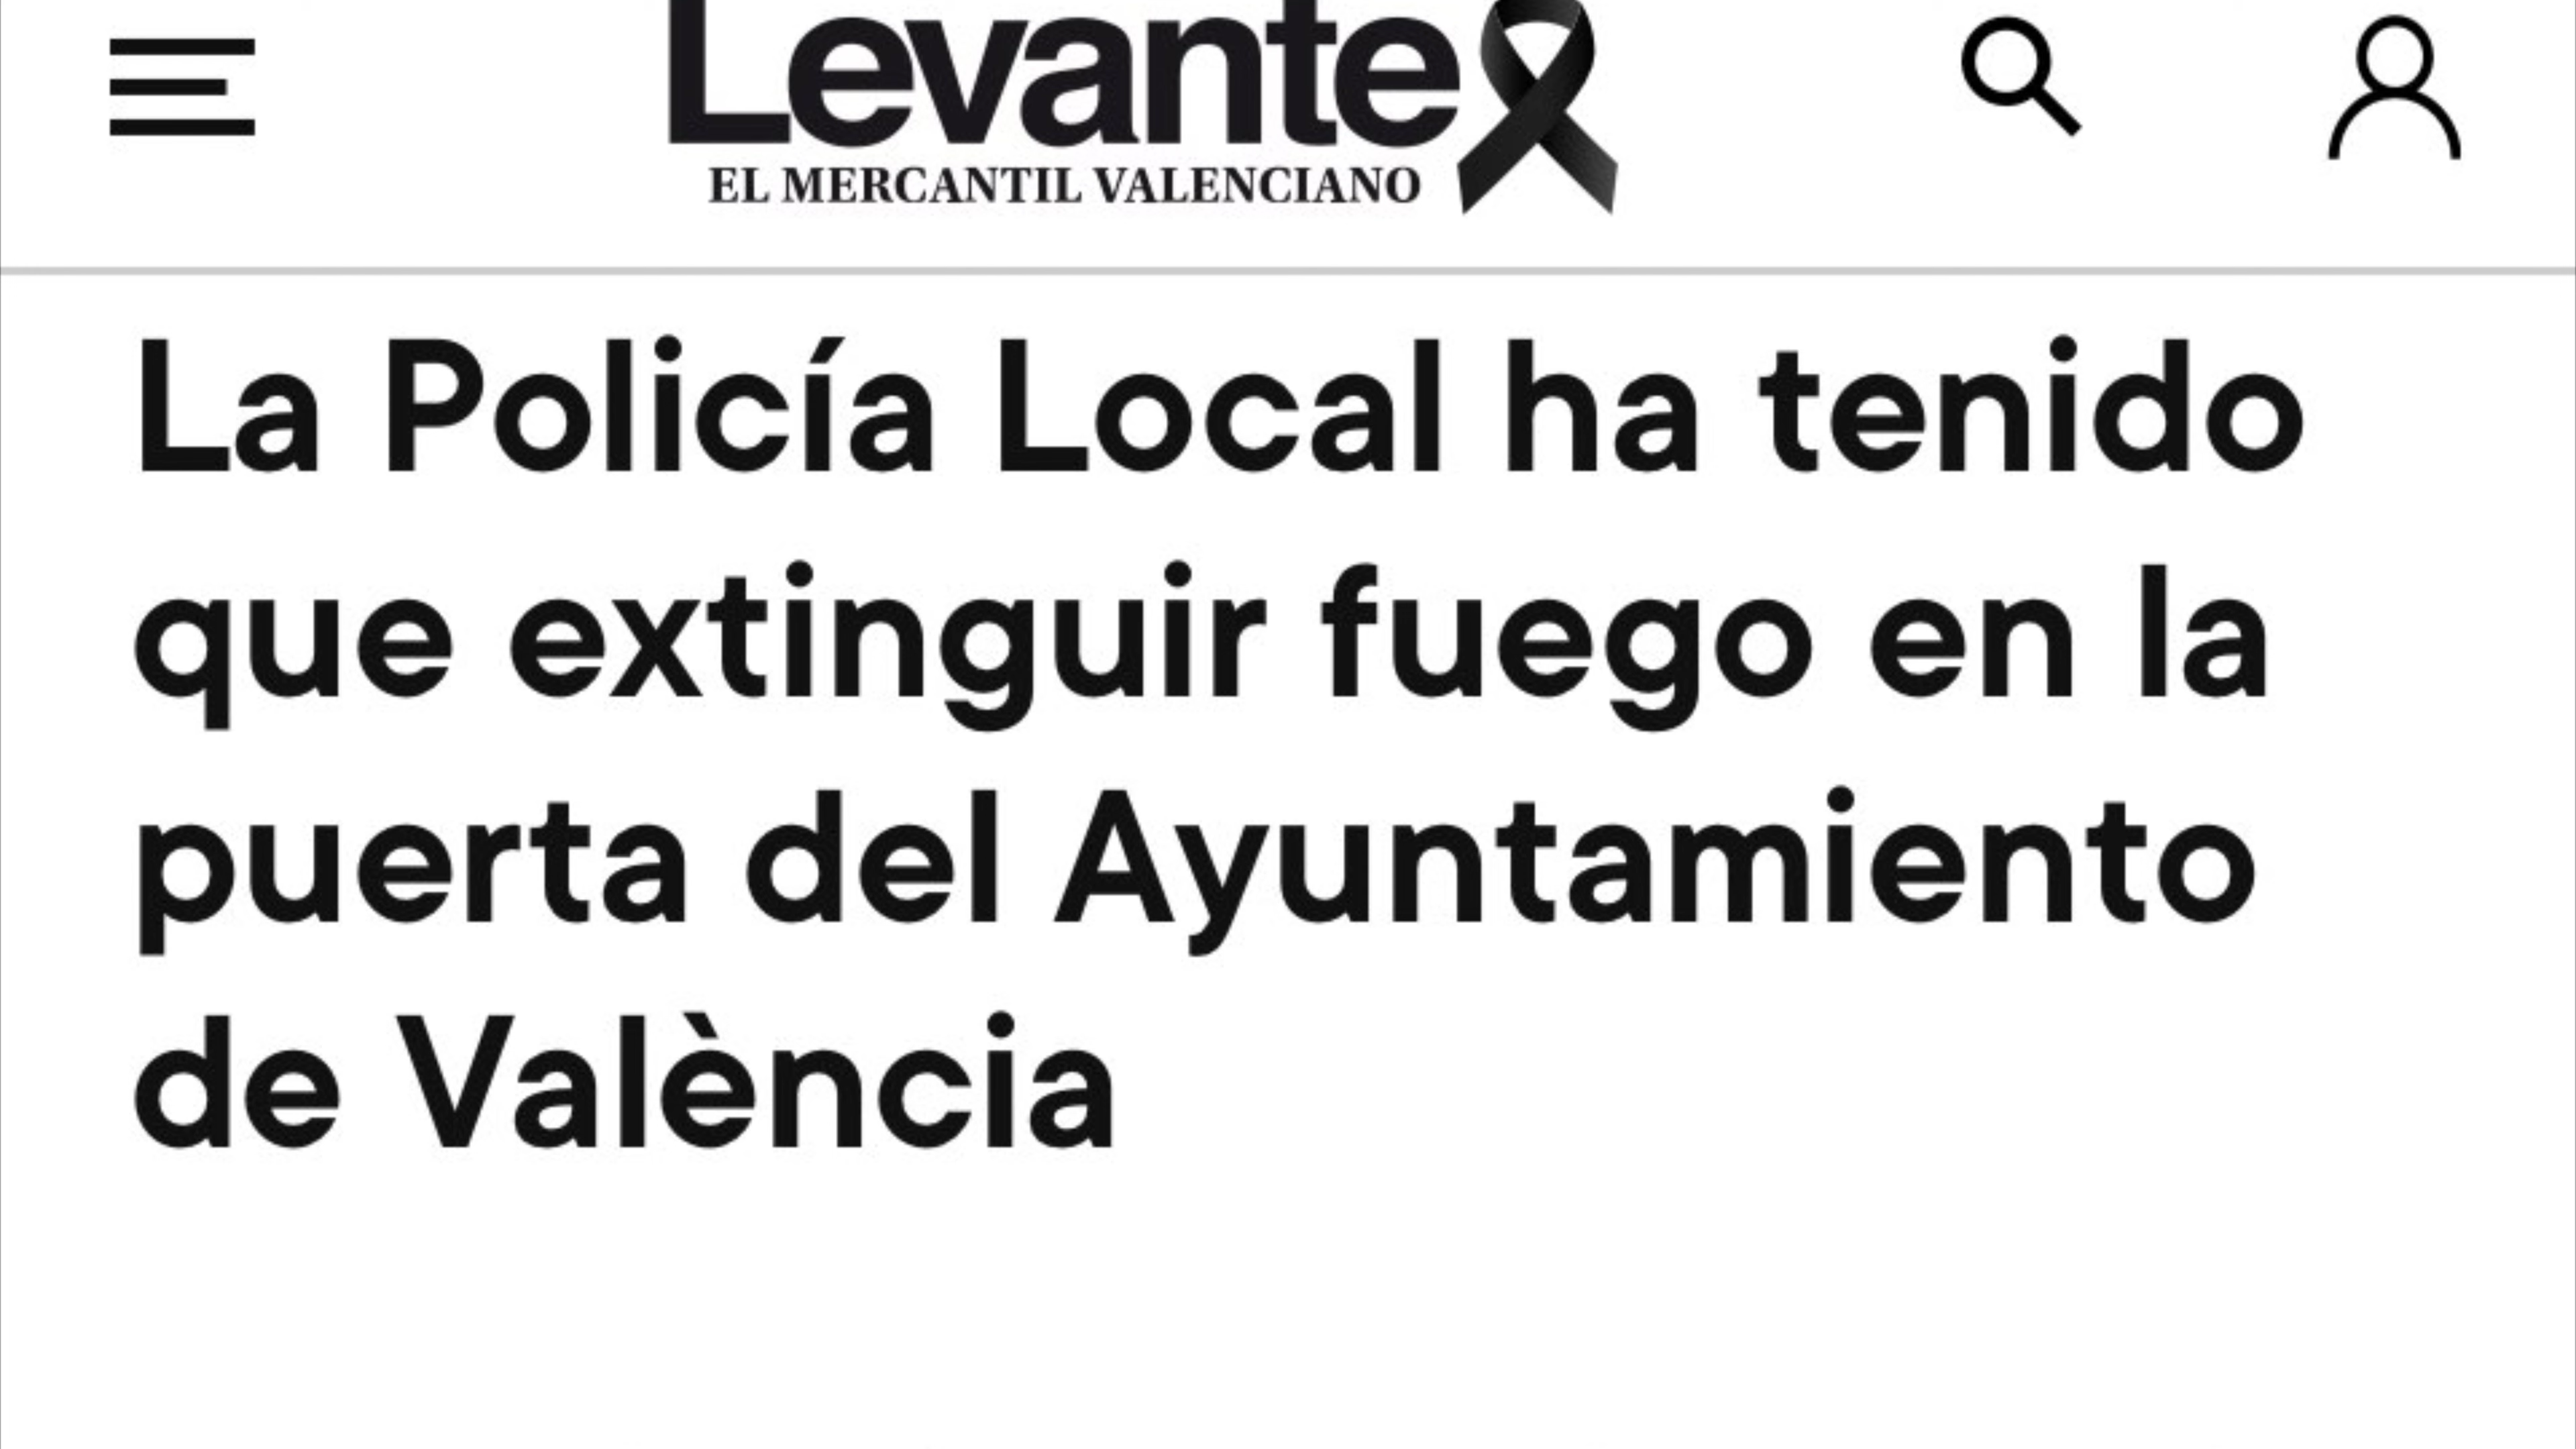 Levante
EL MERCANTIL VALENCIANO
La Policía Local ha tenido
que extinguir fuego en la
puerta del Ayuntamiento
de València